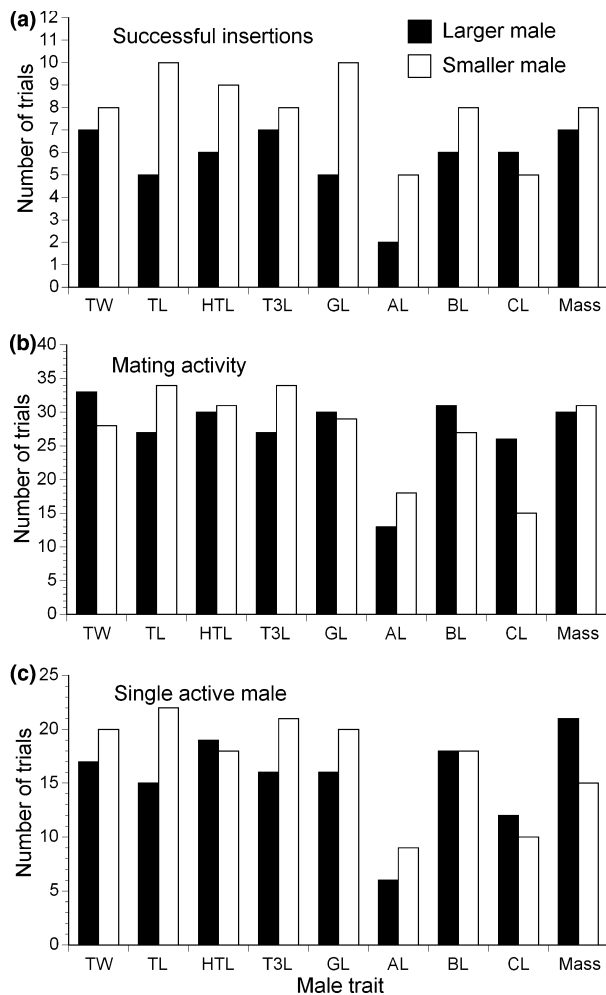 (a)
Successful insertions
Larger male
Smaller male
Number of trials
12
11
10
9
8
7
6
5
4
3
2
1
0
TW TL HTL T3L GL AL BL CL Mass
(b)
Mating activity
Number of trials
40
35
30
25
20
15
10
5
0
TW TL HTL T3L GL AL BL CL Mass
(c)
Single active male
Number of trials
25
20
15
10
5
0
TW TL HTL T3L GL AL BL CL Mass
Male trait